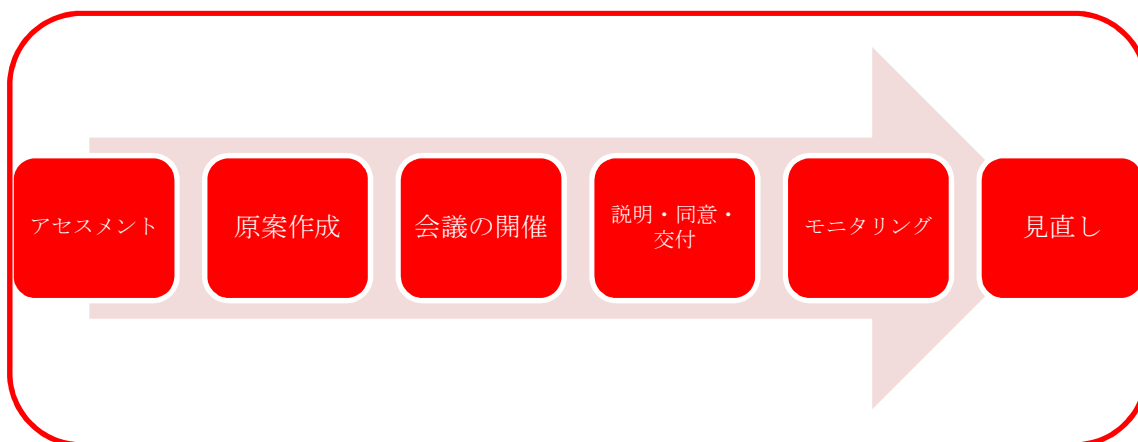 アセスメント
原案作成
会議の開催
説明・同意・
交付
モニタリング
見直し